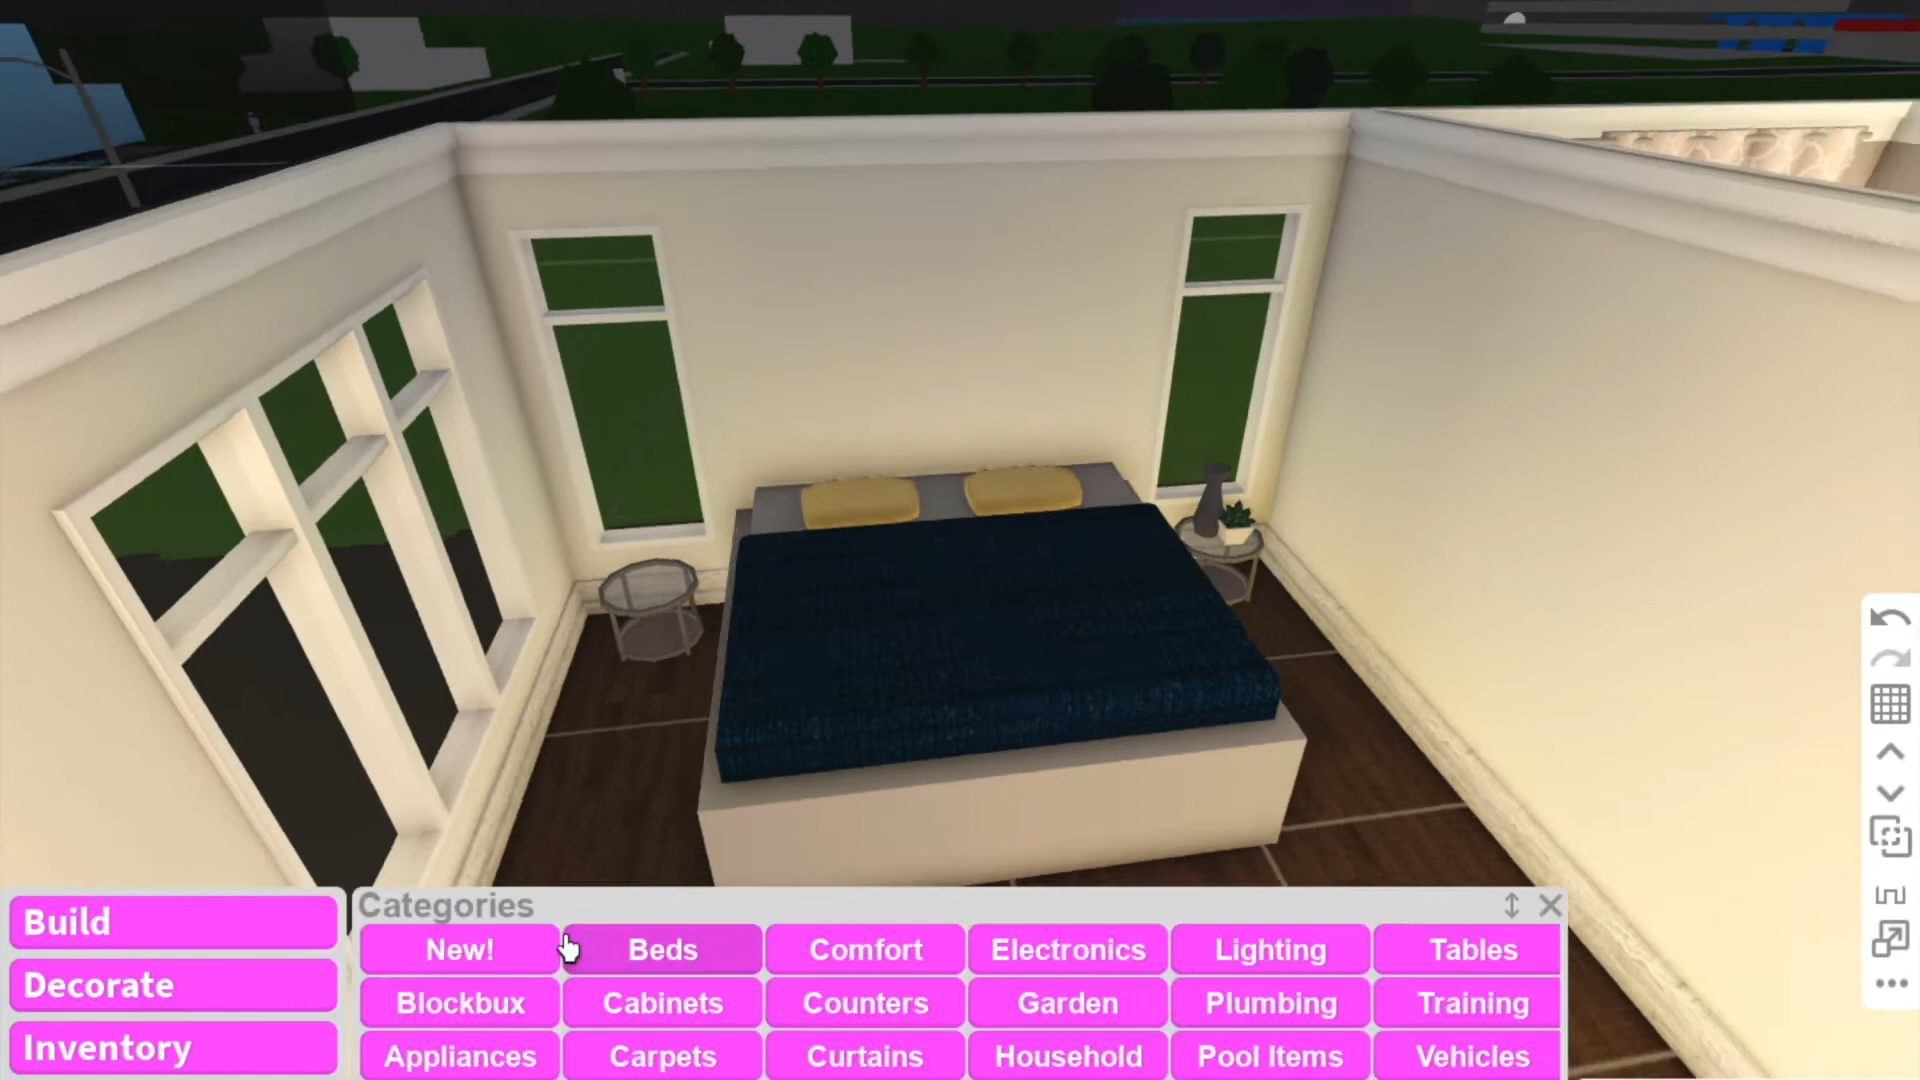 Build
Decorate
Inventory
Categories
New! Beds Comfort Electronics Lighting Tables
Blockbux Cabinets Counters Garden Plumbing Training
Appliances Carpets Curtains Household Pool Items Vehicles